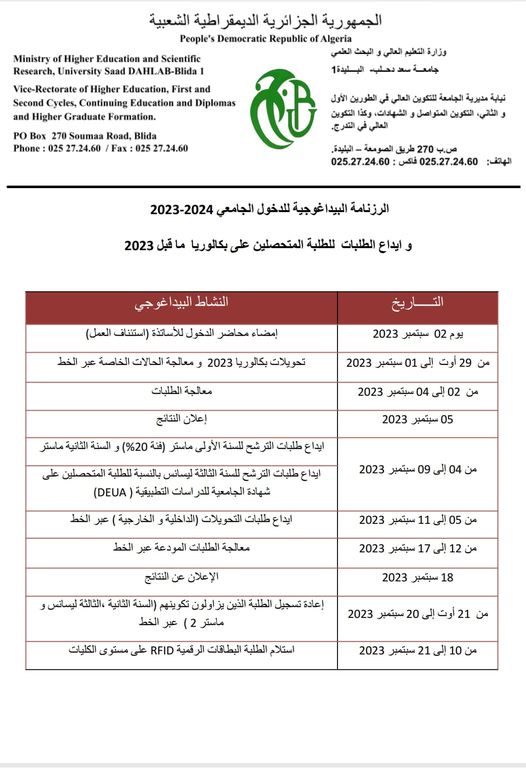 الجمهورية الجزائرية الديمقراطية الشعبية
People's Democratic Republic of Algeria
Ministry of Higher Education and Scientific
Research, University Saad DAHLAB-Blida 1
Vice-Rectorate of Higher Education, First and
Second Cycles, Continuing Education and Diplomas
and Higher Graduate Formation.
PO Box 270 Soumaa Road, Blida
Phone : 025 27.24.60 / Fax : 025 27.24.60
وزارة التعليم العالي و البحث العلمي
جامعــة سعد دحلـب- البـليدة1
نيابة مديرية الجامعة للتكوين العالي في الطورين الأول
و الثاني، التكوين المتواصل و الشهادات، وكذا التكوين
العالي في التدرج.
ص.ب 270 طريق الصومعة – البليدة.
الهاتف: 025.27.24.60 فاكس : 025.27.24.60
الرزنامة البيداغوجية للدخول الجامعي 2024-2023
و ايداع الطلبات للطلبة المتحصلين على بكالوريا ما قبل 2023
التـــــاريخ
النشاط البيداغوجي
يوم 02 سبتمبر 2023
إمضاء محاضر الدخول للأساتذة (استئناف العمل)
من 29 أوت إلى 01 سبتمبر 2023
تحويلات بكالوريا 2023 و معالجة الحالات الخاصة عبر الخط
من 02 إلى 04 سبتمبر 2023
معالجة الطلبات
05 سبتمبر 2023
إعلان النتائج
من 04 إلى 09 سبتمبر 2023
ايداع طلبات الترشح للسنة الأولى ماستر (فئة 20%) و السنة الثانية ماستر
ايداع طلبات الترشح للسنة الثالثة ليسانس بالنسبة للطلبة المتحصلين على
شهادة الجامعية للدراسات التطبيقية ( DEUA)
من 05 إلى 11 سبتمبر 2023
ايداع طلبات التحويلات (الداخلية و الخارجية ) عبر الخط
من 12 إلى 17 سبتمبر 2023
معالجة الطلبات المودعة عبر الخط
18 سبتمبر 2023
الإعلان عن النتائج
من 21 أوت إلى 20 سبتمبر 2023
إعادة تسجيل الطلبة الذين يزاولون تكوينهم (السنة الثانية ،الثالثة ليسانس و
ماستر 2 ) عبر الخط
من 10 إلى 21 سبتمبر 2023
استلام الطلبة البطاقات الرقمية RFID على مستوى الكليات